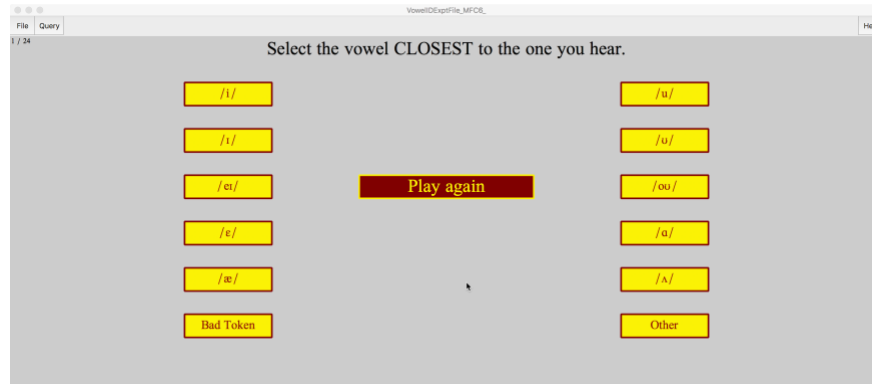 VowelIDExptFile_MFC6_
File Query He
1 / 24
Select the vowel CLOSEST to the one you hear.
/i/ /u/
/ɪ/ /ʊ/
/eɪ/ Play again /oʊ/
/ɛ/ /ɑ/
/æ/ /ʌ/
Bad Token Other